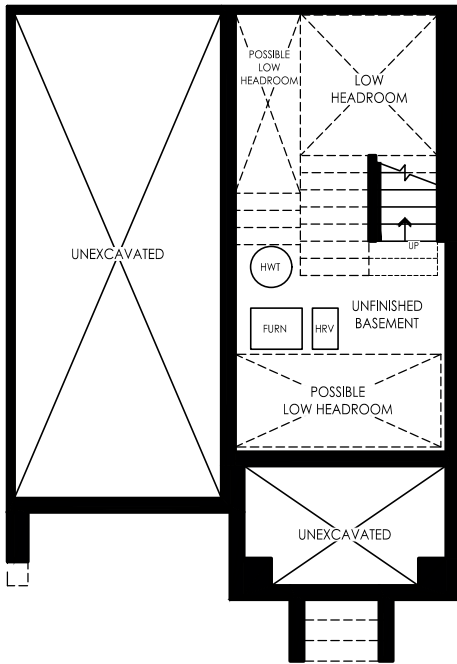 POSSIBLE
LOW
HEADROOM
LOW
HEADROOM
UP
UNEXCAVATED
HWT
UNFINISHED
BASEMENT
FURN
HRV
POSSIBLE
LOW HEADROOM
UNEXCAVATED